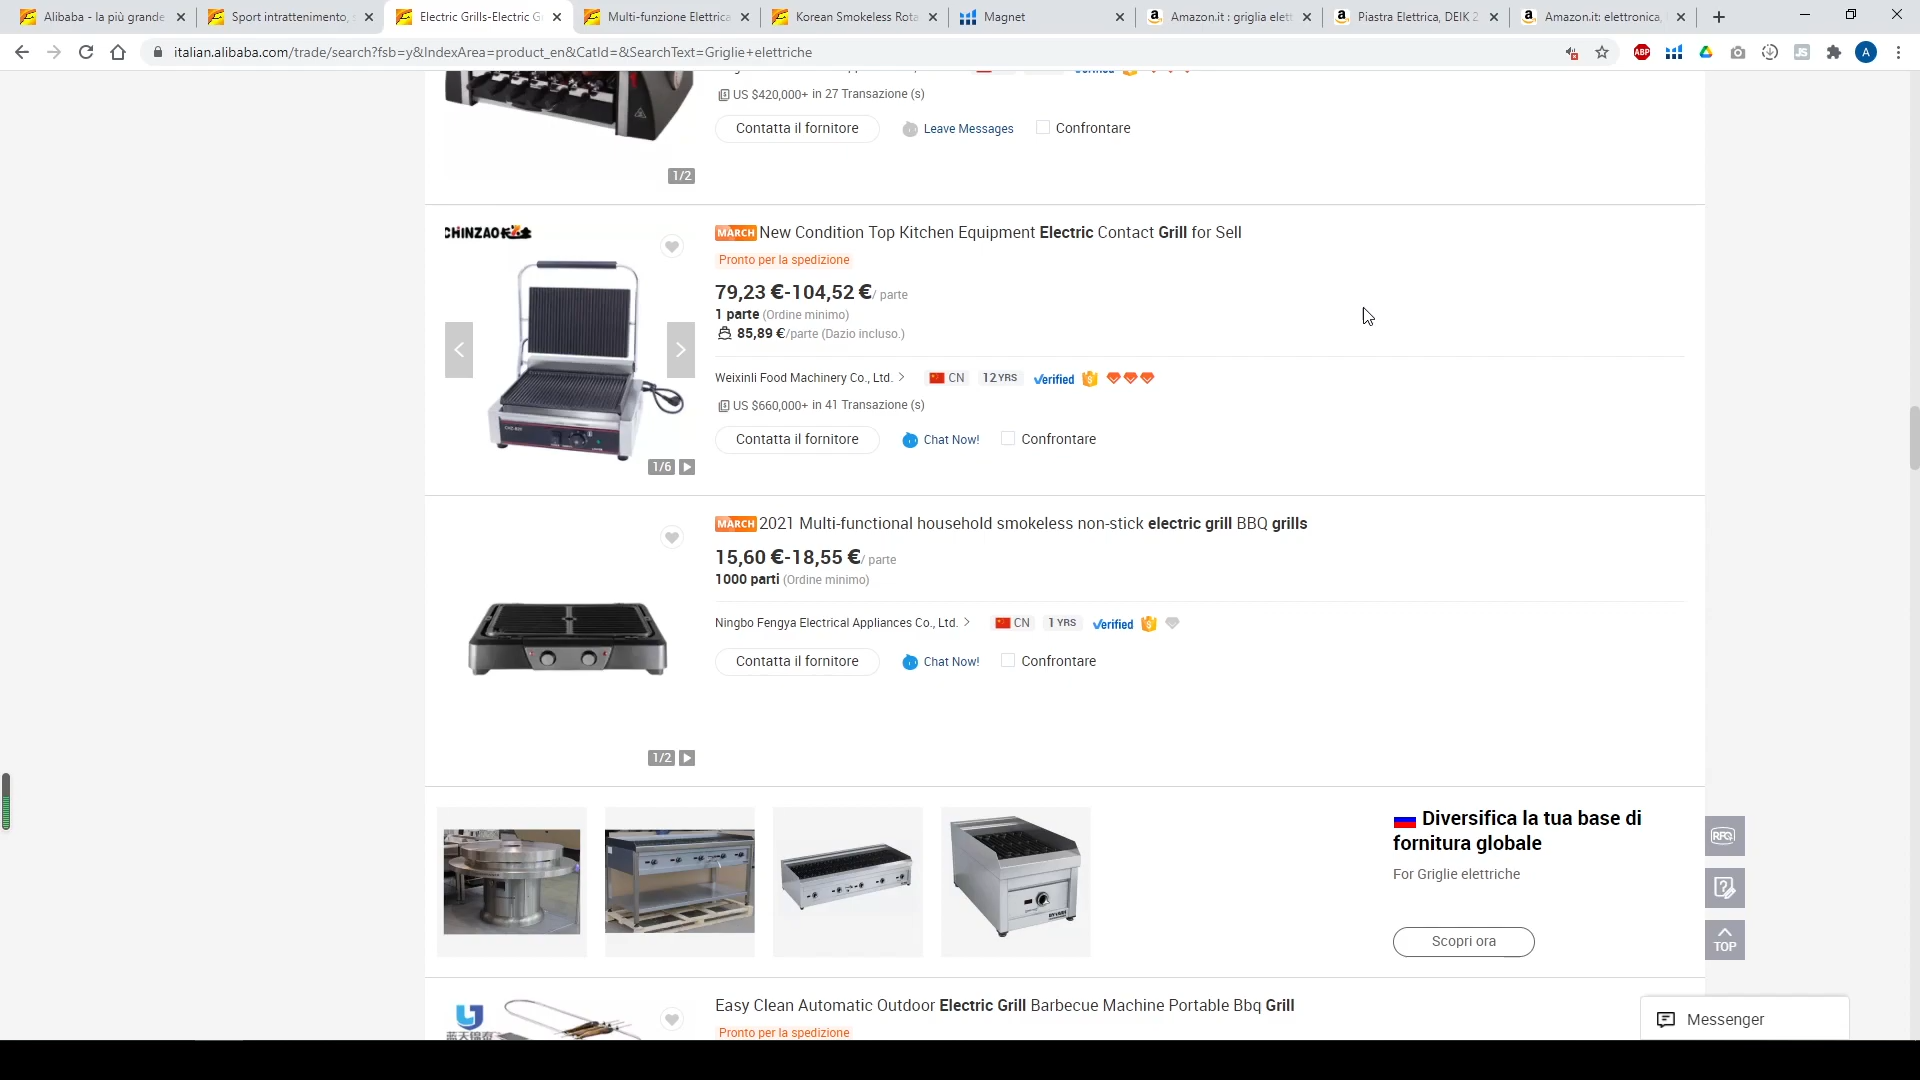 Alibaba - la più grande
Sport intrattenimento, s
Electric Grills-Electric G
Multi-funzione Elettrica
Korean Smokeless Rota
Magnet
Amazon.it : griglia elett
Piastra Elettrica, DEIK 2
Amazon.it: elettronica,
italian.alibaba.com/trade/search?fsb=y&IndexArea=product_en&CatId=&SearchText=Griglie+elettriche
ABP
JS
A
Verified
US $420,000+ in 27 Transazione (s)
Contatta il fornitore
Leave Messages
Confrontare
1/2
CHINZAO
MARCH New Condition Top Kitchen Equipment Electric Contact Grill for Sell
Pronto per la spedizione
79,23 €-104,52 €/ parte
1 parte (Ordine minimo)
85,89 €/parte (Dazio incluso.)
Weixinli Food Machinery Co., Ltd. > CN 12 YRS Verified
US $660,000+ in 41 Transazione (s)
Contatta il fornitore
Chat Now!
Confrontare
1/6
MARCH 2021 Multi-functional household smokeless non-stick electric grill BBQ grills
15,60 €-18,55 €/ parte
1000 parti (Ordine minimo)
Ningbo Fengya Electrical Appliances Co., Ltd. > CN 1 YRS Verified
Contatta il fornitore
Chat Now!
Confrontare
1/2
Diversifica la tua base di
fornitura globale
For Griglie elettriche
Scopri ora
RFQ
TOP
Easy Clean Automatic Outdoor Electric Grill Barbecue Machine Portable Bbq Grill
Pronto per la spedizione
Messenger